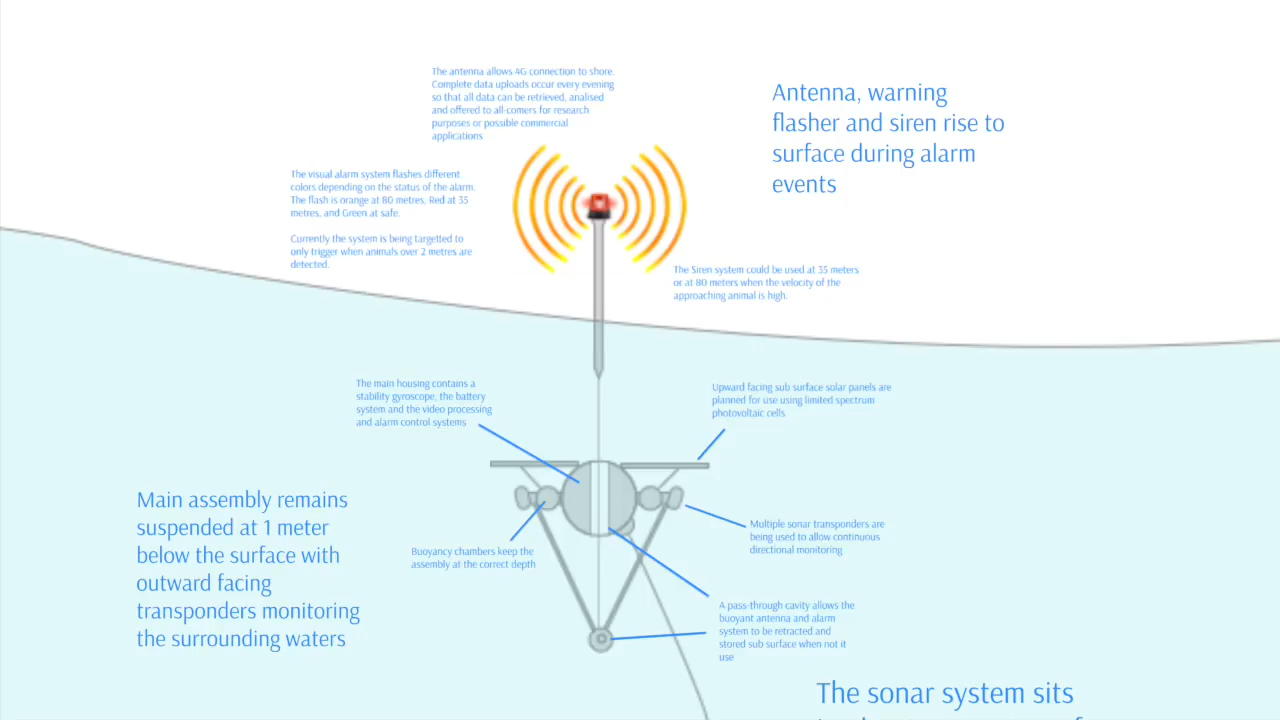 The antenna allows 4G connection to shore.
Complete data uploads occur every evening
so that all data can be retrieved, analised
and offered to all-comers for research
purposes or possible commercial
applications
Antenna, warning
flasher and siren rise to
surface during alarm
events
The visual alarm system flashes different
colors depending on the status of the alarm.
The flash is orange at 80 metres, Red at 35
metres, and Green at safe.
Currently the system is being targetted to
only trigger when animals over 2 metres are
detected.
The Siren system could be used at 35 meters
or at 80 meters when the velocity of the
approaching animal is high.
The main housing contains a
stability gyroscope, the battery
system and the video processing
and alarm control systems
Upward facing sub surface solar panels are
planned for use using limited spectrum
photovoltaic cells
Main assembly remains
suspended at 1 meter
below the surface with
outward facing
transponders monitoring
the surrounding waters
Buoyancy chambers keep the
assembly at the correct depth
Multiple sonar transponders are
being used to allow continuous
directional monitoring
A pass-through cavity allows the
buoyant antenna and alarm
system to be retracted and
stored sub surface when not it
use
The sonar system sits